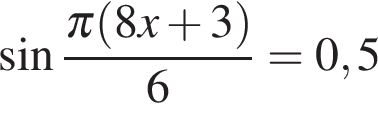 sin π(8x + 3)/6 = 0,5